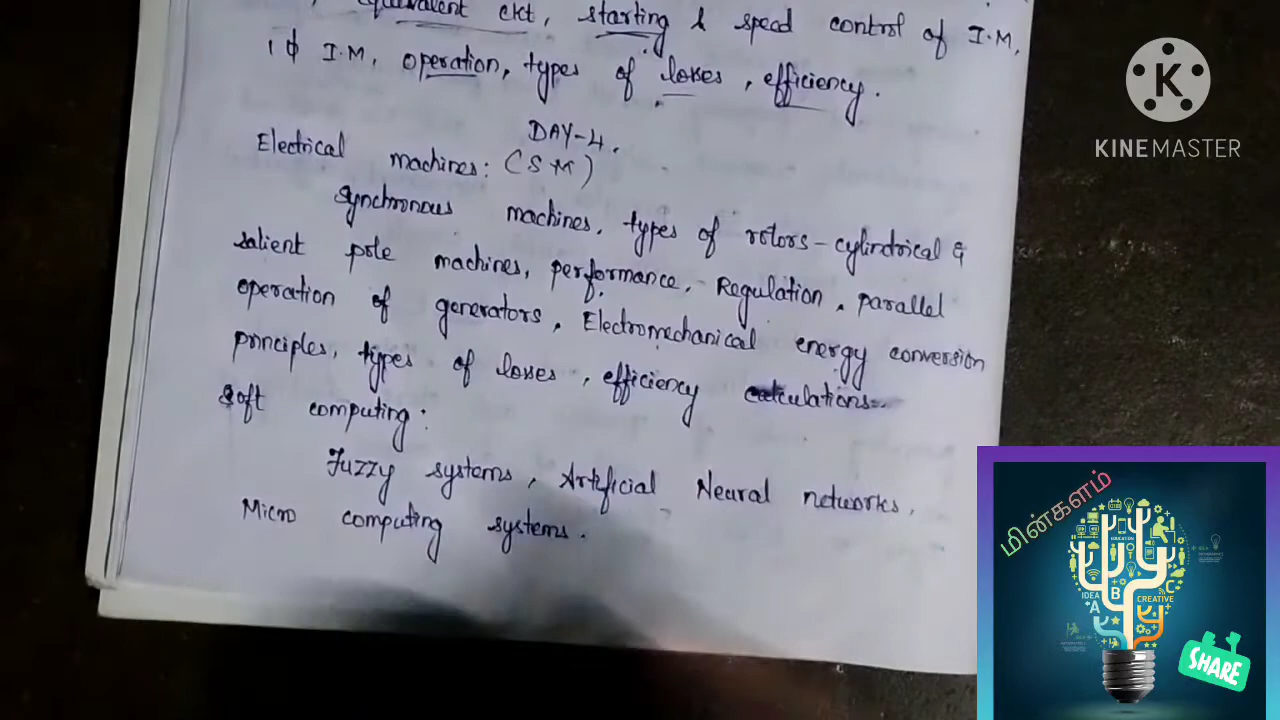 equivalent ckt, starting & speed control of I.M,
1ϕ I.M, operation, types of losses, efficiency.
DAY-4.
Electrical machines: (SM)
Synchronous machines, types of rotors - cylindrical &
salient pole machines, performance, Regulation, parallel
operation of generators, Electromechanical energy conversion
principles, types of losses, efficiency calculations.
Soft computing:
Fuzzy systems, Artificial Neural networks,
Micro computing systems.
K
KINEMASTER
மின்களம்
EDUCATION
IDEA
A
B
C
CREATIVE
SHARE